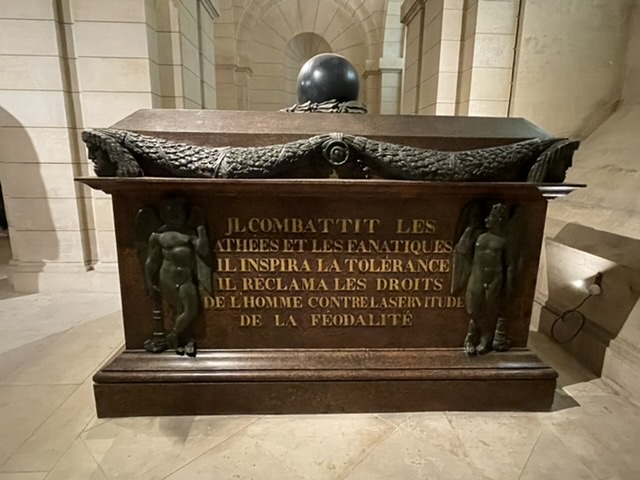 JL COMBATTIT LES
ATHÉES ET LES FANATIQUES
IL INSPIRA LA TOLÉRANCE
IL RÉCLAMA LES DROITS
DE L'HOMME CONTRE LA SERVITUDE
DE LA FÉODALITÉ